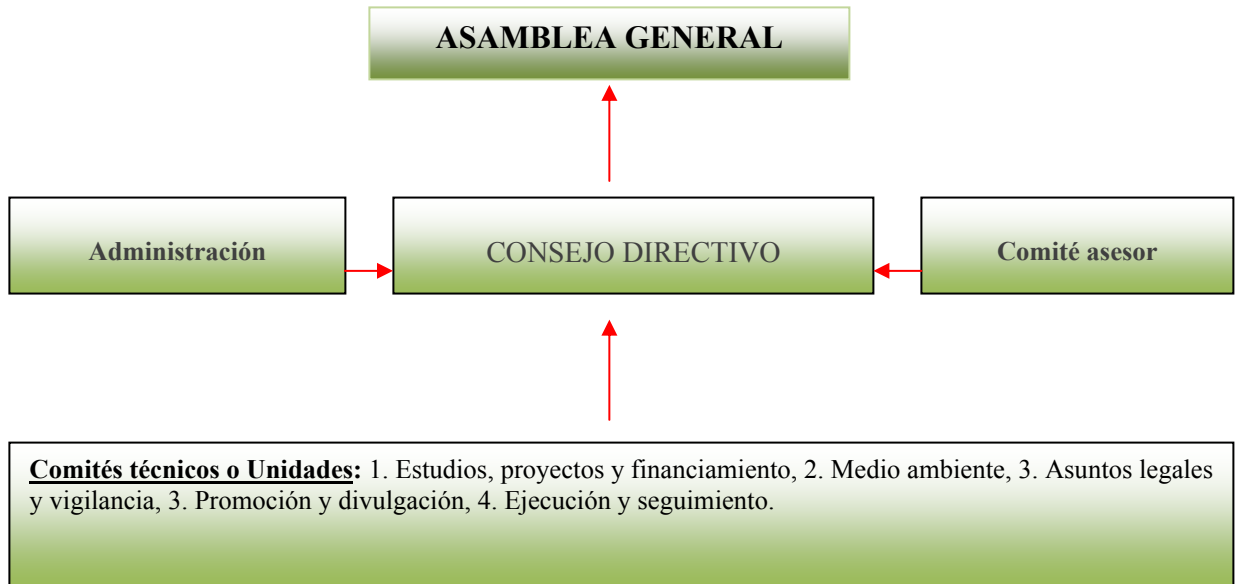 ASAMBLEA GENERAL
Administración
CONSEJO DIRECTIVO
Comité asesor
Comités técnicos o Unidades: 1. Estudios, proyectos y financiamiento, 2. Medio ambiente, 3. Asuntos legales
y vigilancia, 3. Promoción y divulgación, 4. Ejecución y seguimiento.